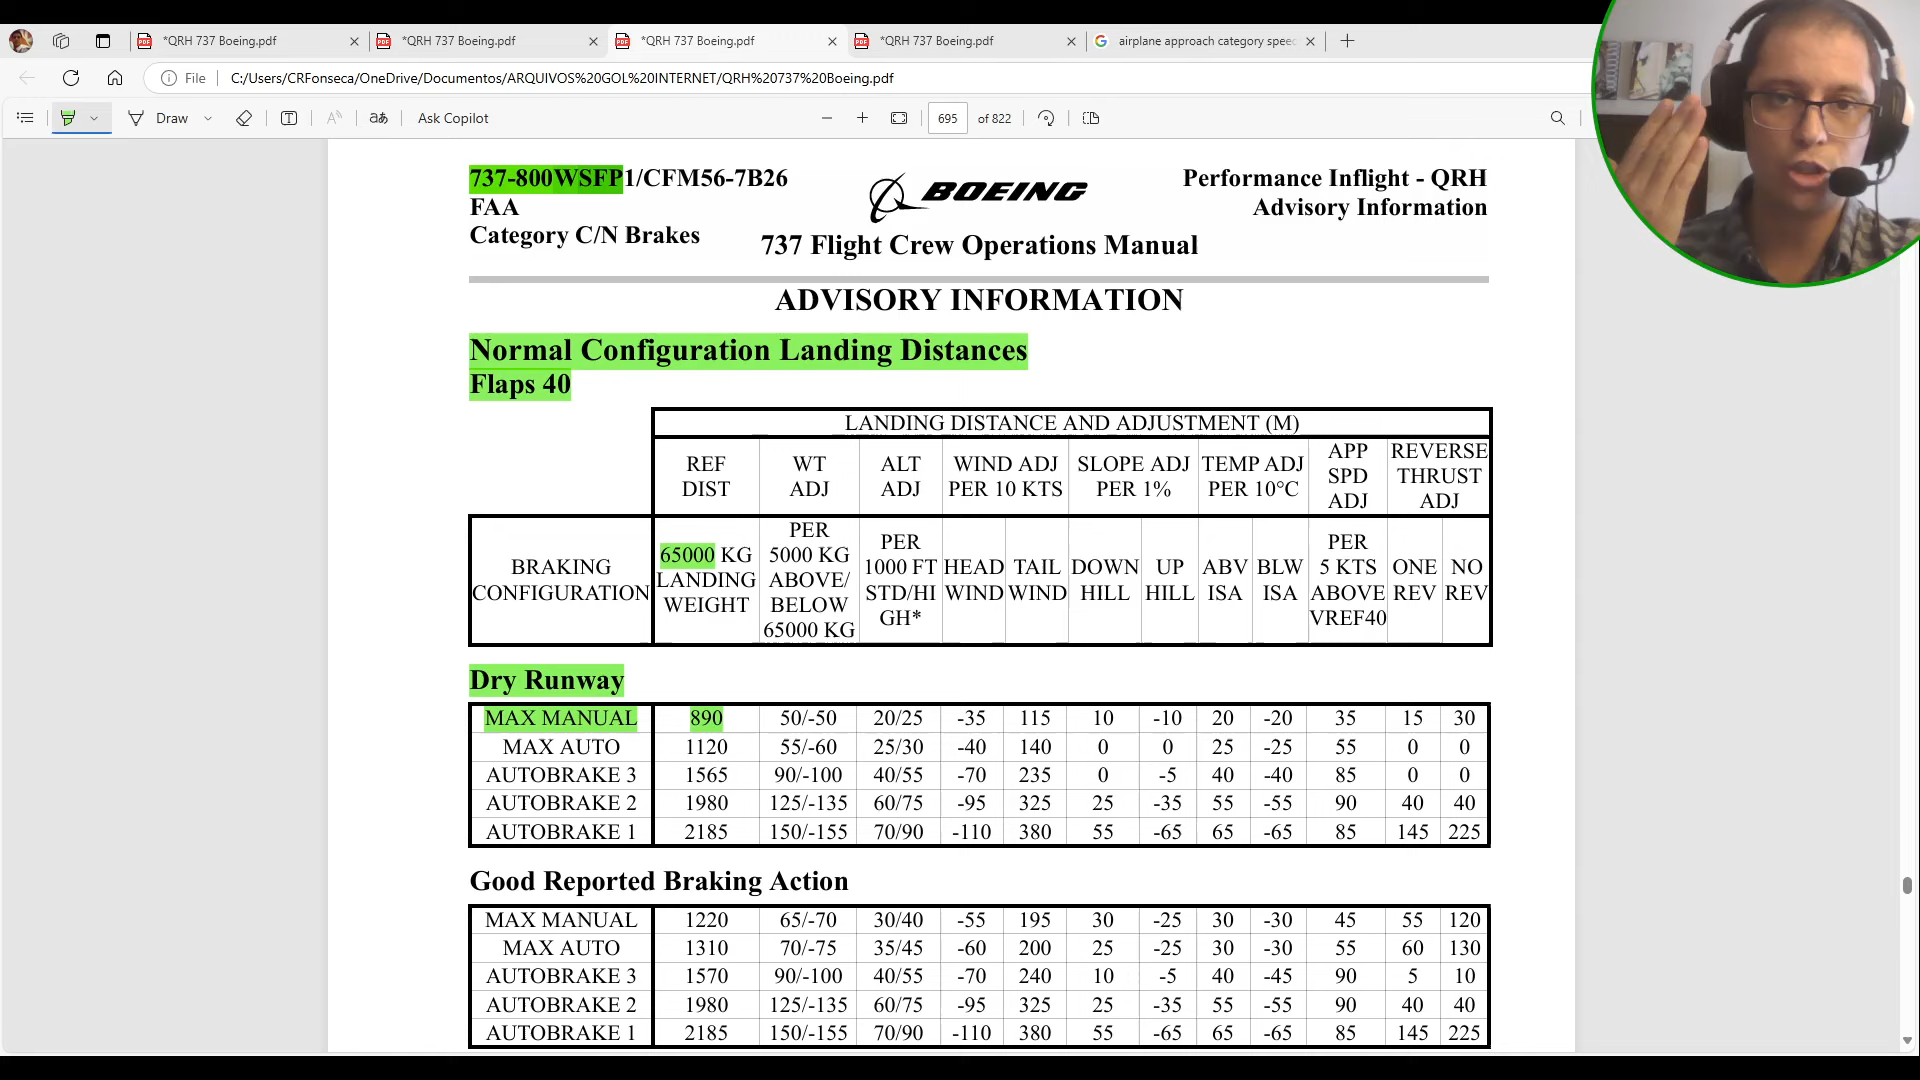 *QRH 737 Boeing.pdf
*QRH 737 Boeing.pdf
*QRH 737 Boeing.pdf
*QRH 737 Boeing.pdf
airplane approach category spee
File
C:/Users/CRFonseca/OneDrive/Documentos/ARQUIVOS%20GOL%20INTERNET/QRH%20737%20Boeing.pdf
Draw
Ask Copilot
695 of 822
737-800WSFP1/CFM56-7B26
FAA
Category C/N Brakes
BOEING
737 Flight Crew Operations Manual
Performance Inflight - QRH
Advisory Information
ADVISORY INFORMATION
Normal Configuration Landing Distances
Flaps 40
LANDING DISTANCE AND ADJUSTMENT (M)
REF DIST
WT ADJ
ALT ADJ
WIND ADJ PER 10 KTS
SLOPE ADJ PER 1%
TEMP ADJ PER 10°C
APP SPD ADJ
REVERSE THRUST ADJ
BRAKING CONFIGURATION
65000 KG LANDING WEIGHT
PER 5000 KG ABOVE/ BELOW 65000 KG
PER 1000 FT STD/HI GH*
HEAD WIND
TAIL WIND
DOWN HILL
UP HILL
ABV ISA
BLW ISA
PER 5 KTS ABOVE VREF40
ONE REV
NO REV
Dry Runway
MAX MANUAL 890 50/-50 20/25 -35 115 10 -10 20 -20 35 15 30
MAX AUTO 1120 55/-60 25/30 -40 140 0 0 25 -25 55 0 0
AUTOBRAKE 3 1565 90/-100 40/55 -70 235 0 -5 40 -40 85 0 0
AUTOBRAKE 2 1980 125/-135 60/75 -95 325 25 -35 55 -55 90 40 40
AUTOBRAKE 1 2185 150/-155 70/90 -110 380 55 -65 65 -65 85 145 225
Good Reported Braking Action
MAX MANUAL 1220 65/-70 30/40 -55 195 30 -25 30 -30 45 55 120
MAX AUTO 1310 70/-75 35/45 -60 200 25 -25 30 -30 55 60 130
AUTOBRAKE 3 1570 90/-100 40/55 -70 240 10 -5 40 -45 90 5 10
AUTOBRAKE 2 1980 125/-135 60/75 -95 325 25 -35 55 -55 90 40 40
AUTOBRAKE 1 2185 150/-155 70/90 -110 380 55 -65 65 -65 85 145 225